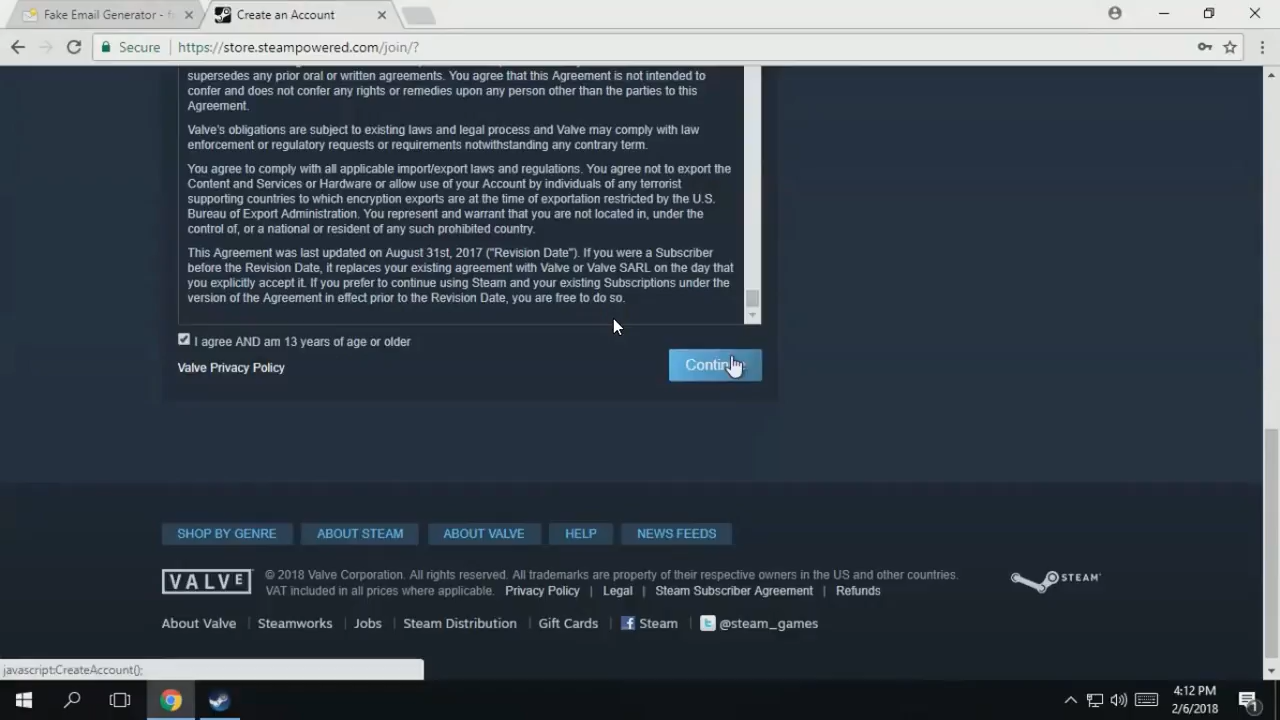 Fake Email Generator - f
Create an Account
Secure
https://store.steampowered.com/join/?
supersedes any prior oral or written agreements. You agree that this Agreement is not intended to
confer and does not confer any rights or remedies upon any person other than the parties to this
Agreement.
Valve's obligations are subject to existing laws and legal process and Valve may comply with law
enforcement or regulatory requests or requirements notwithstanding any contrary term.
You agree to comply with all applicable import/export laws and regulations. You agree not to export the
Content and Services or Hardware or allow use of your Account by individuals of any terrorist
supporting countries to which encryption exports are at the time of exportation restricted by the U.S.
Bureau of Export Administration. You represent and warrant that you are not located in, under the
control of, or a national or resident of any such prohibited country.
This Agreement was last updated on August 31st, 2017 ("Revision Date"). If you were a Subscriber
before the Revision Date, it replaces your existing agreement with Valve or Valve SARL on the day that
you explicitly accept it. If you prefer to continue using Steam and your existing Subscriptions under the
version of the Agreement in effect prior to the Revision Date, you are free to do so.
I agree AND am 13 years of age or older
Continue
Valve Privacy Policy
SHOP BY GENRE
ABOUT STEAM
ABOUT VALVE
HELP
NEWS FEEDS
VALVE
© 2018 Valve Corporation. All rights reserved. All trademarks are property of their respective owners in the US and other countries.
VAT included in all prices where applicable. Privacy Policy | Legal | Steam Subscriber Agreement | Refunds
STEAM
About Valve | Steamworks | Jobs | Steam Distribution | Gift Cards | Steam | @steam_games
javascript:CreateAccount();
4:12 PM
2/6/2018
1